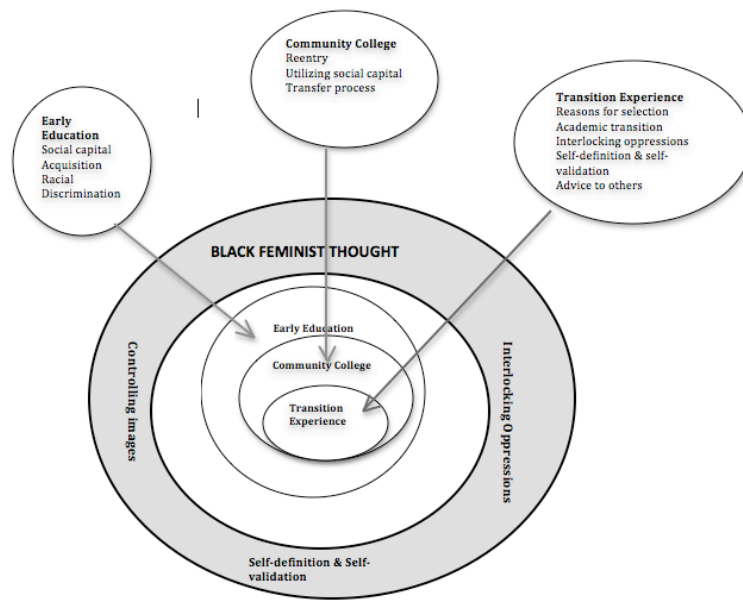 Community College
Reentry
Utilizing social capital
Transfer process
Early
Education
Social capital
Acquisition
Racial
Discrimination
Transition Experience
Reasons for selection
Academic transition
Interlocking oppressions
Self-definition & self-
validation
Advice to others
BLACK FEMINIST THOUGHT
Controlling images
Interlocking Oppressions
Early Education
Community College
Transition
Experience
Self-definition & Self-
validation